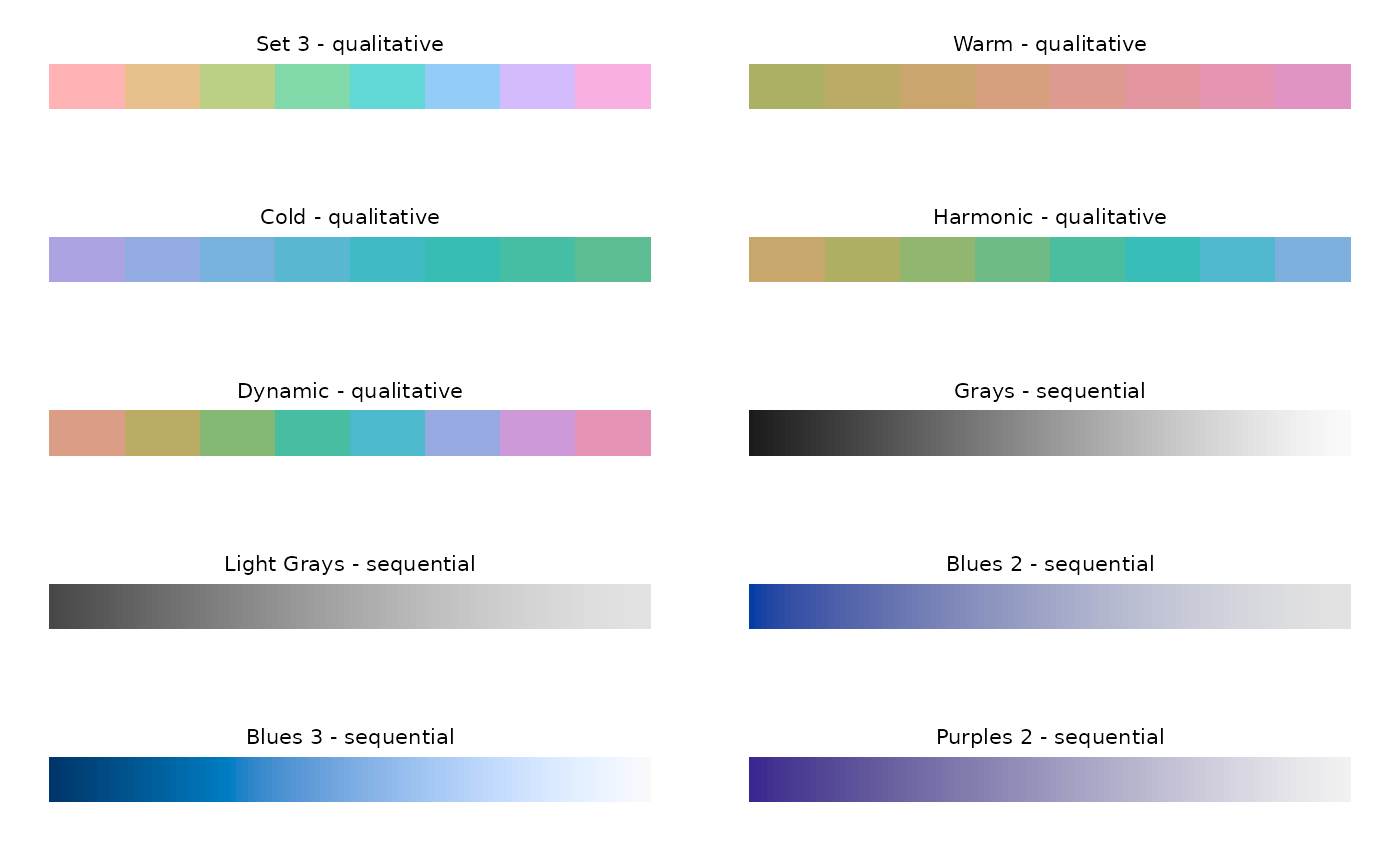 Set 3 - qualitative
Warm - qualitative
Cold - qualitative
Harmonic - qualitative
Dynamic - qualitative
Grays - sequential
Light Grays - sequential
Blues 2 - sequential
Blues 3 - sequential
Purples 2 - sequential